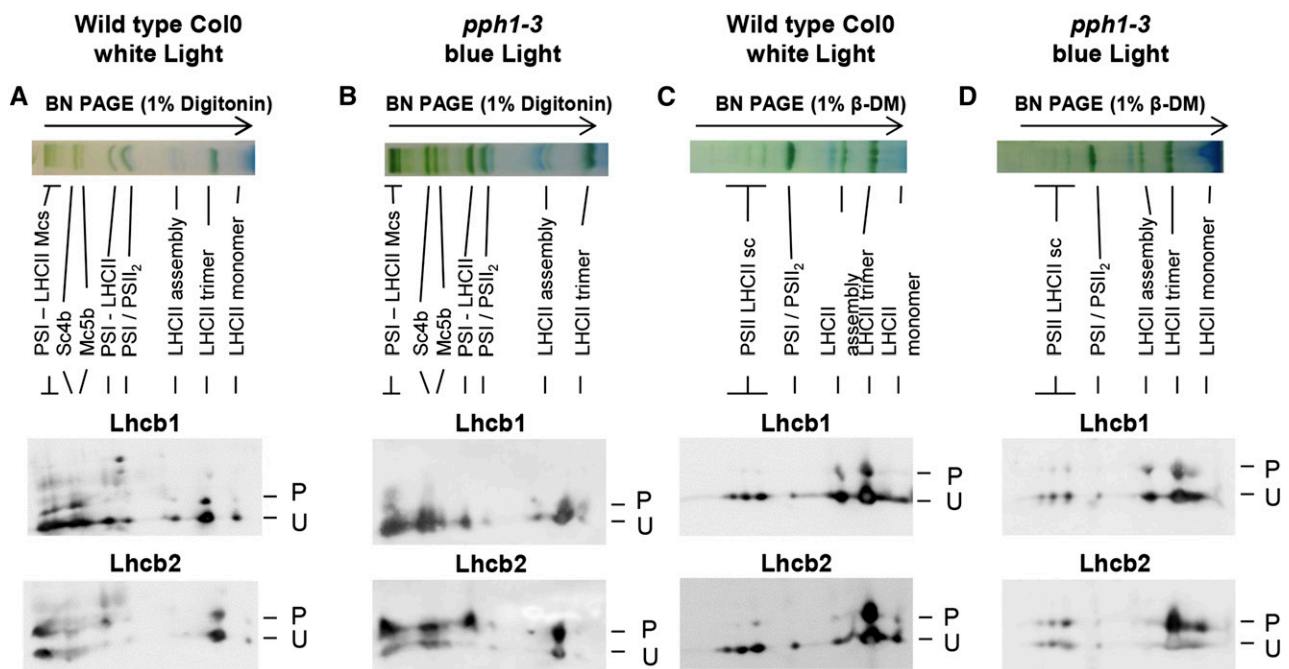 Wild type Col0
white Light
pph1-3
blue Light
Wild type Col0
white Light
pph1-3
blue Light
A
BN PAGE (1% Digitonin)
B
BN PAGE (1% Digitonin)
C
BN PAGE (1% β-DM)
D
BN PAGE (1% β-DM)
PSI – LHCII Mcs
Sc4b
Mc5b
PSI - LHCII
PSI / PSII₂
LHCII assembly
LHCII trimer
LHCII monomer
PSI – LHCII Mcs
Sc4b
Mc5b
PSI - LHCII
PSI / PSII₂
LHCII assembly
LHCII trimer
PSII LHCII sc
PSI / PSII₂
LHCII
assembly
LHCII trimer
LHCII
monomer
PSII LHCII sc
PSI / PSII₂
LHCII assembly
LHCII trimer
LHCII monomer
Lhcb1
Lhcb1
Lhcb1
Lhcb1
P
U
P
U
P
U
P
U
Lhcb2
Lhcb2
Lhcb2
Lhcb2
P
U
P
U
P
U
P
U